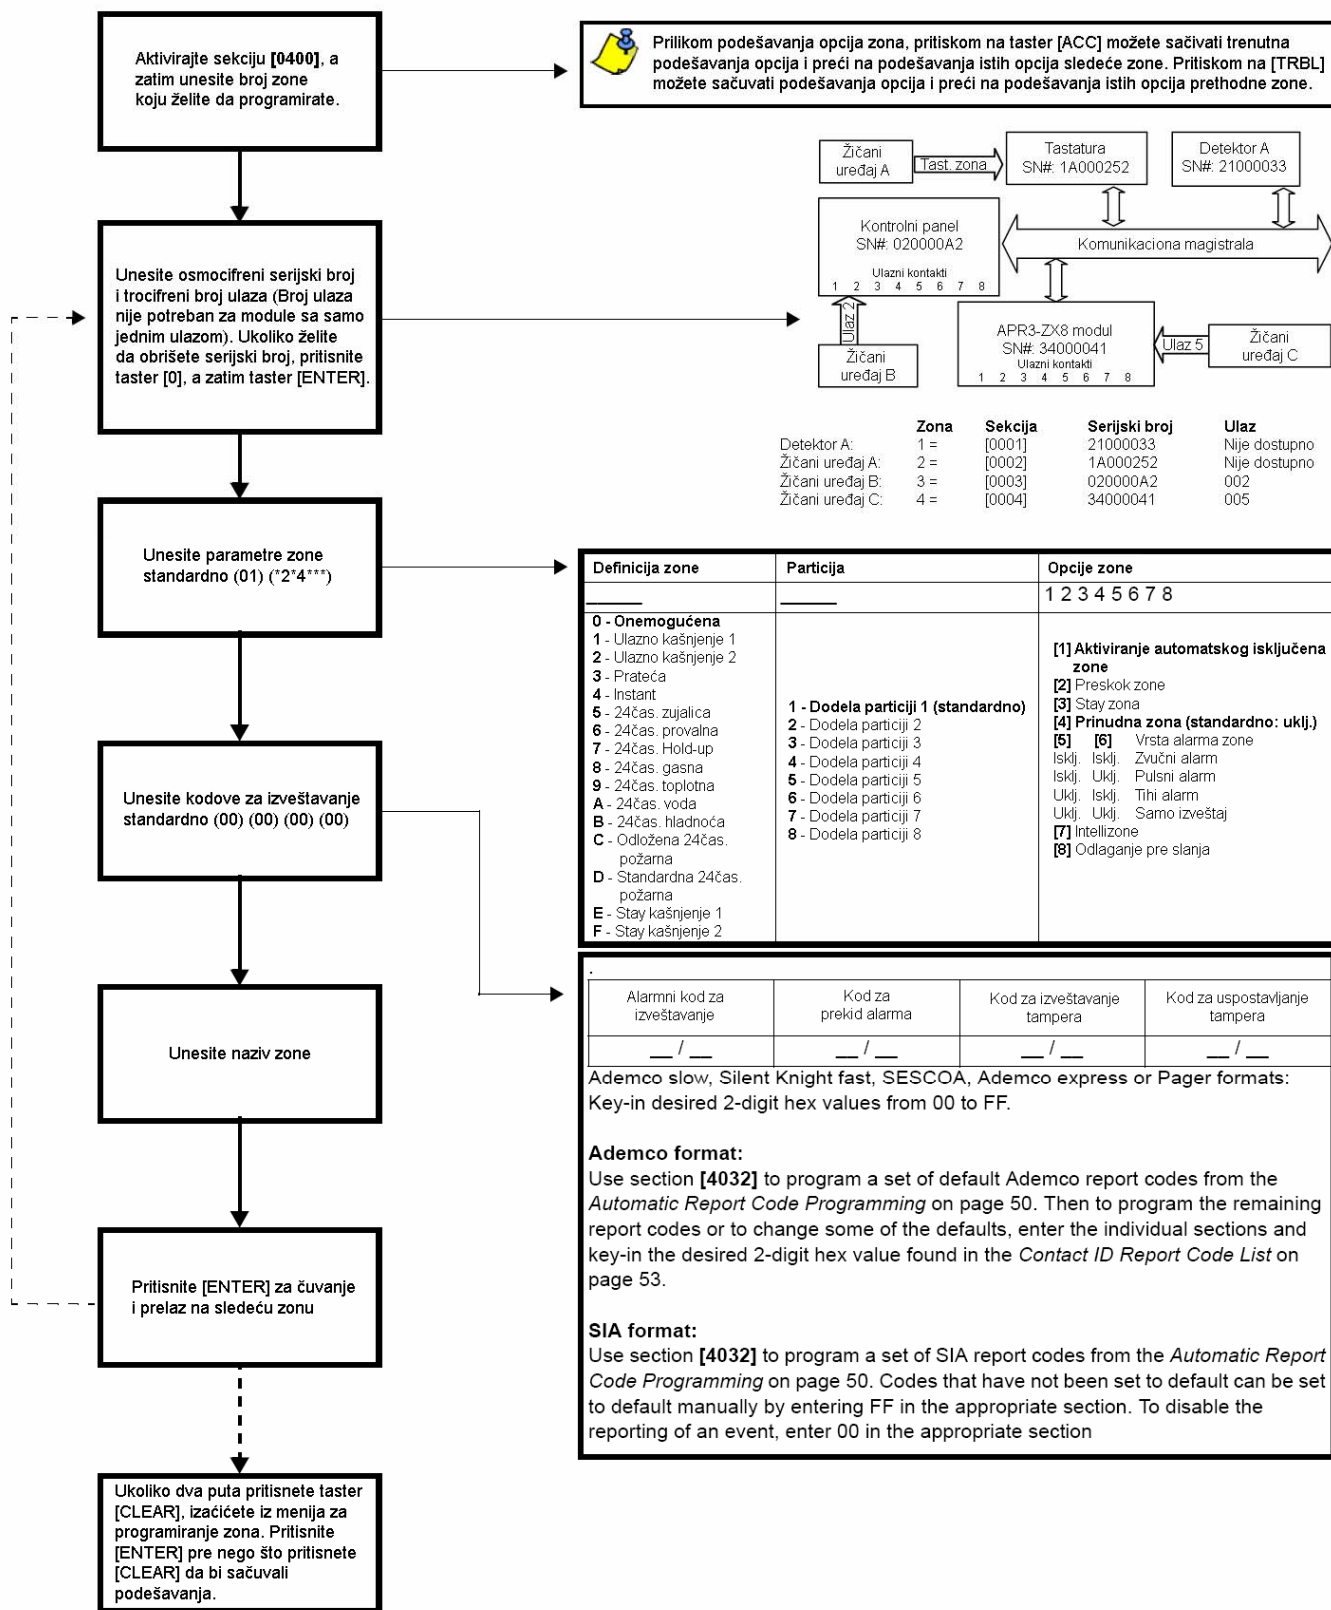 Aktivirajte sekciju [0400], a
zatim unesite broj zone
koju želite da programirate.
Prilikom podešavanja opcija zona, pritiskom na taster [ACC] možete sačivati trenutna
podešavanja opcija i preći na podešavanja istih opcija sledeće zone. Pritiskom na [TRBL]
možete sačuvati podešavanja opcija i preći na podešavanja istih opcija prethodne zone.
Unesite osmocifreni serijski broj
i trocifreni broj ulaza (Broj ulaza
nije potreban za module sa samo
jednim ulazom). Ukoliko želite
da obrišete serijski broj, pritisnite
taster [0], a zatim taster [ENTER].
Žičani
uređaj A
Tast. zona
Tastatura
SN#: 1A000252
Detektor A
SN#: 21000033
Kontrolni panel
SN#: 020000A2
Ulazni kontakti
1 2 3 4 5 6 7 8
Komunikaciona magistrala
Ulaz 2
Žičani
uređaj B
APR3-ZX8 modul
SN#: 34000041
Ulazni kontakti
1 2 3 4 5 6 7 8
Ulaz 5
Žičani
uređaj C
Zona Sekcija Serijski broj Ulaz
Detektor A: 1 = [0001] 21000033 Nije dostupno
Žičani uređaj A: 2 = [0002] 1A000252 Nije dostupno
Žičani uređaj B: 3 = [0003] 020000A2 002
Žičani uređaj C: 4 = [0004] 34000041 005
Unesite parametre zone
standardno (01) (*2*4***)
Definicija zone Particija Opcije zone
_____ _____ 1 2 3 4 5 6 7 8
0 - Onemogućena
1 - Ulazno kašnjenje 1
2 - Ulazno kašnjenje 2
3 - Prateća
4 - Instant
5 - 24čas. zujalica
6 - 24čas. provalna
7 - 24čas. Hold-up
8 - 24čas. gasna
9 - 24čas. toplotna
A - 24čas. voda
B - 24čas. hladnoća
C - Odložena 24čas.
požarna
D - Standardna 24čas.
požarna
E - Stay kašnjenje 1
F - Stay kašnjenje 2
1 - Dodela particiji 1 (standardno)
2 - Dodela particiji 2
3 - Dodela particiji 3
4 - Dodela particiji 4
5 - Dodela particiji 5
6 - Dodela particiji 6
7 - Dodela particiji 7
8 - Dodela particiji 8
[1] Aktiviranje automatskog isključena
zone
[2] Preskok zone
[3] Stay zona
[4] Prinudna zona (standardno: uklj.)
[5] [6] Vrsta alarma zone
Isklj. Isklj. Zvučni alarm
Isklj. Uklj. Pulsni alarm
Uklj. Isklj. Tihi alarm
Uklj. Uklj. Samo izveštaj
[7] Intellizone
[8] Odlaganje pre slanja
Unesite kodove za izveštavanje
standardno (00) (00) (00) (00)
.
Alarmni kod za
izveštavanje
Kod za
prekid alarma
Kod za izveštavanje
tampera
Kod za uspostavljanje
tampera
__ / __ __ / __ __ / __ __ / __
Ademco slow, Silent Knight fast, SESCOA, Ademco express or Pager formats:
Key-in desired 2-digit hex values from 00 to FF.
Ademco format:
Use section [4032] to program a set of default Ademco report codes from the
Automatic Report Code Programming on page 50. Then to program the remaining
report codes or to change some of the defaults, enter the individual sections and
key-in the desired 2-digit hex value found in the Contact ID Report Code List on
page 53.
SIA format:
Use section [4032] to program a set of SIA report codes from the Automatic Report
Code Programming on page 50. Codes that have not been set to default can be set
to default manually by entering FF in the appropriate section. To disable the
reporting of an event, enter 00 in the appropriate section
Unesite naziv zone
Pritisnite [ENTER] za čuvanje
i prelaz na sledeću zonu
Ukoliko dva puta pritisnete taster
[CLEAR], izaćićete iz menija za
programiranje zona. Pritisnite
[ENTER] pre nego što pritisnete
[CLEAR] da bi sačuvali
podešavanja.